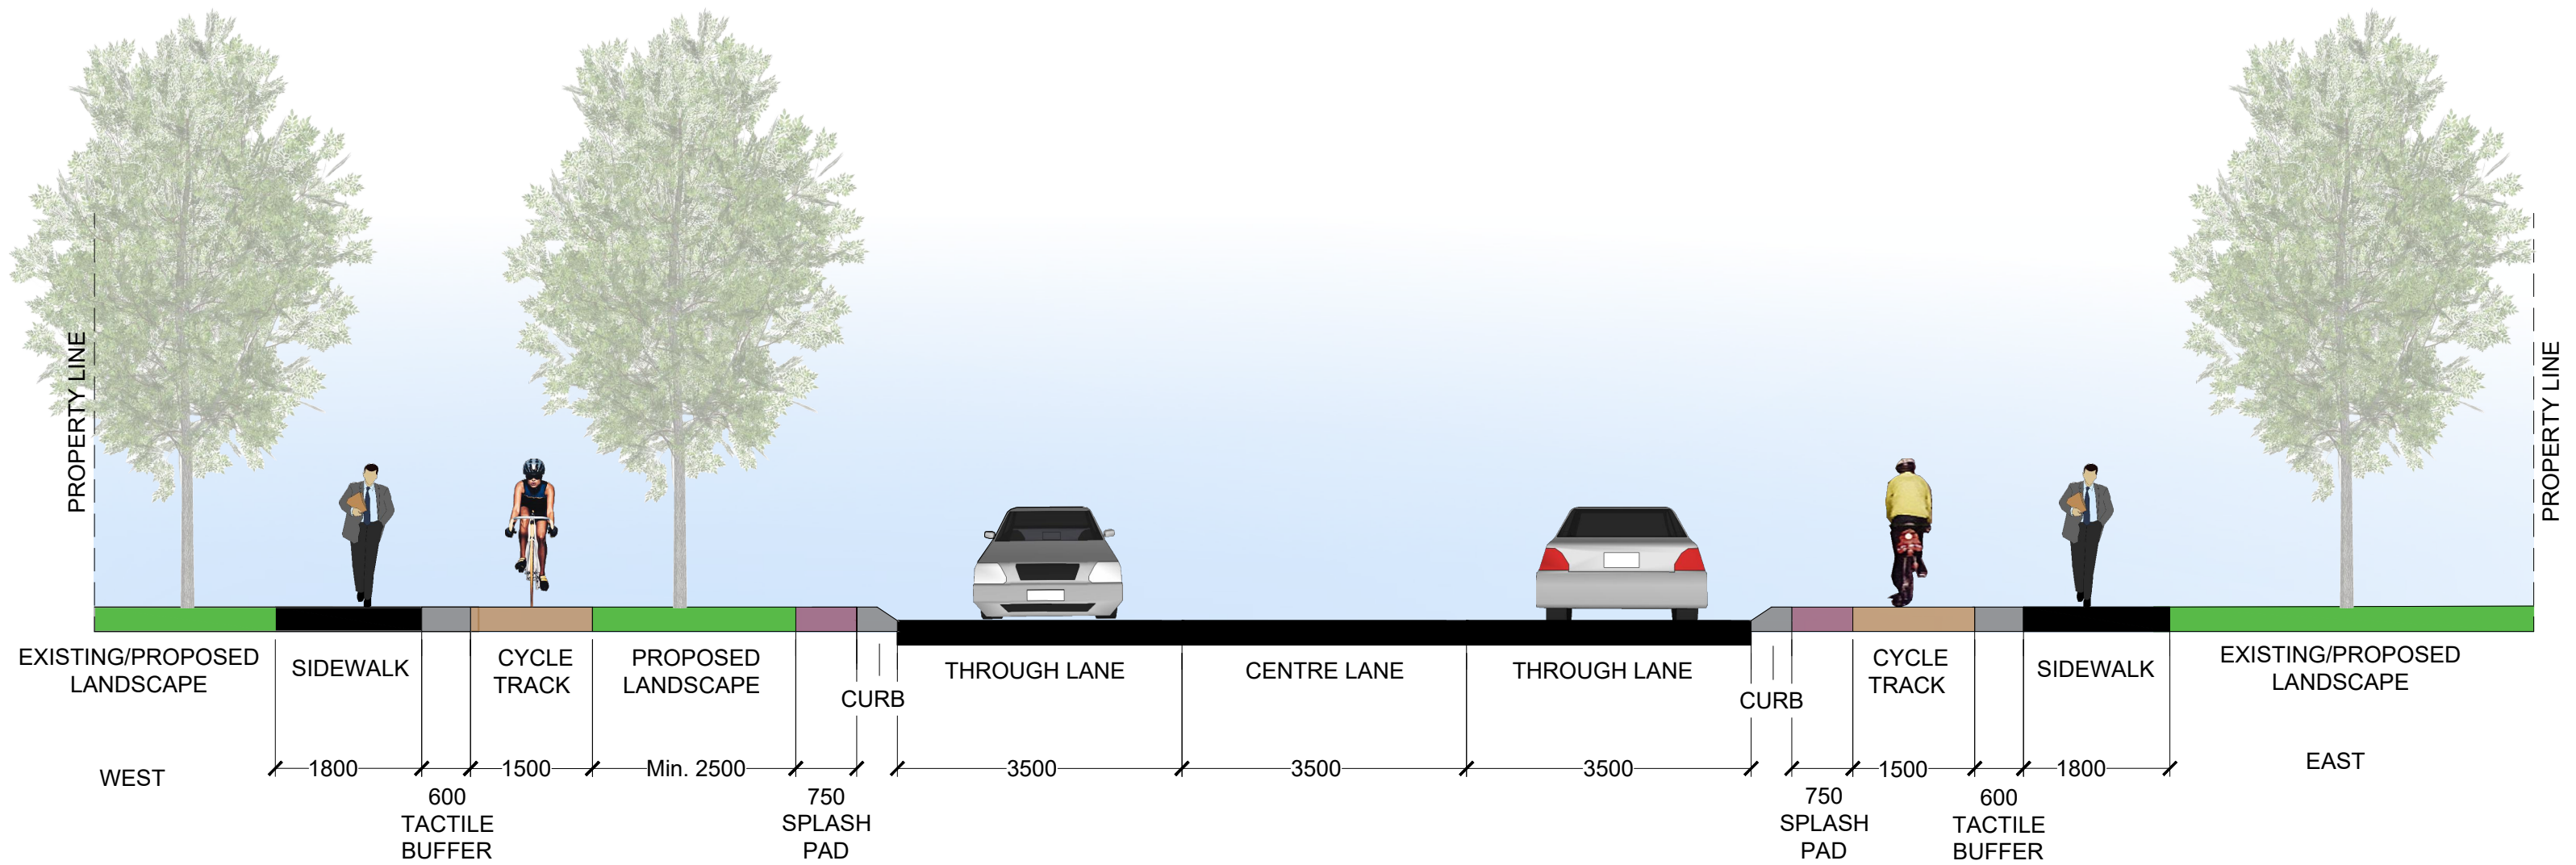 PROPERTY LINE
PROPERTY LINE
EXISTING/PROPOSED
LANDSCAPE
SIDEWALK
CYCLE
TRACK
PROPOSED
LANDSCAPE
CURB
THROUGH LANE
CENTRE LANE
THROUGH LANE
CURB
CYCLE
TRACK
SIDEWALK
EXISTING/PROPOSED
LANDSCAPE
WEST
1800
1500
Min. 2500
3500
3500
3500
1500
1800
EAST
600
TACTILE
BUFFER
750
SPLASH
PAD
750
SPLASH
PAD
600
TACTILE
BUFFER